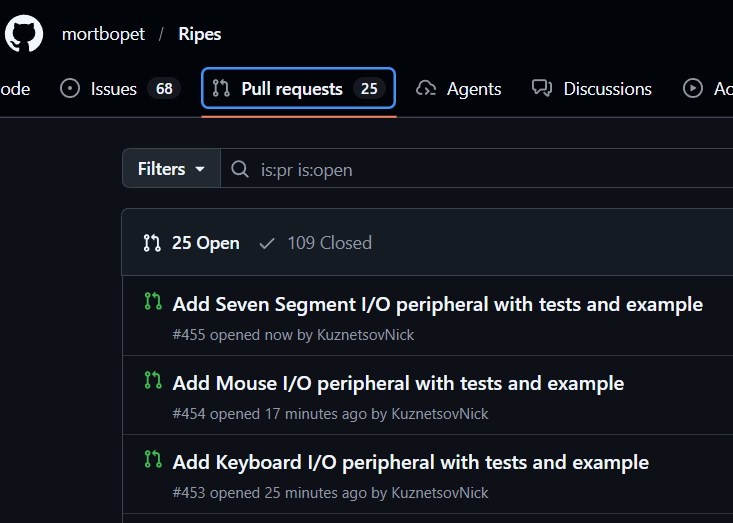 mortbopet / Ripes
ode Issues 68 Pull requests 25 Agents Discussions Ac
Filters is:pr is:open
25 Open 109 Closed
Add Seven Segment I/O peripheral with tests and example
#455 opened now by KuznetsovNick
Add Mouse I/O peripheral with tests and example
#454 opened 17 minutes ago by KuznetsovNick
Add Keyboard I/O peripheral with tests and example
#453 opened 25 minutes ago by KuznetsovNick